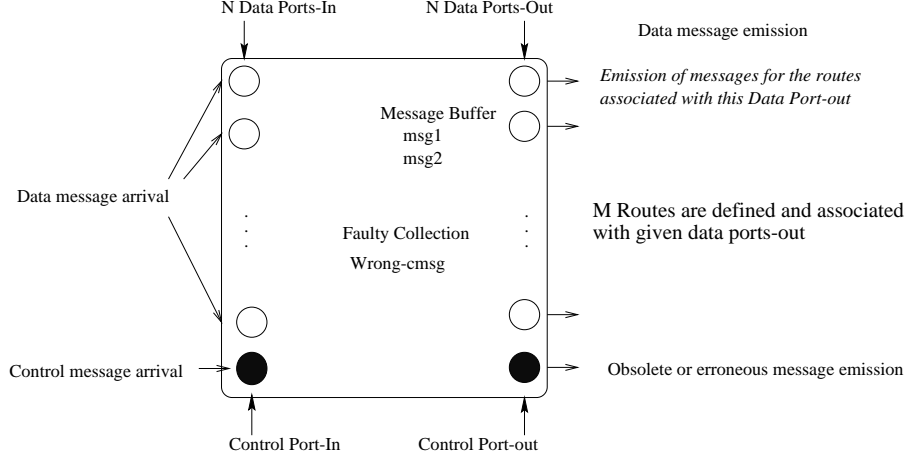 N Data Ports-In
N Data Ports-Out
Data message emission
Emission of messages for the routes
associated with this Data Port-out
Message Buffer
msg1
msg2
Data message arrival
M Routes are defined and associated
with given data ports-out
Faulty Collection
Wrong-cmsg
Control message arrival
Obsolete or erroneous message emission
Control Port-In
Control Port-out